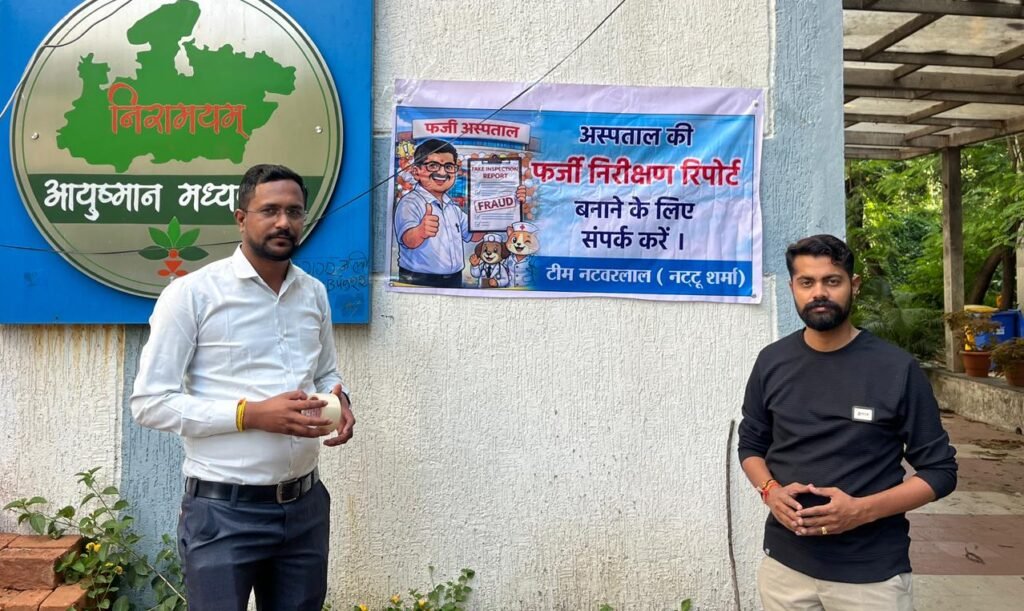 निरामयम्
आयुष्मान मध्य
फर्जी अस्पताल
FAKE INSPECTION
REPORT
FRAUD
अस्पताल की
फर्जी निरीक्षण रिपोर्ट
बनाने के लिए
संपर्क करें ।
टीम नटवरलाल ( नट्टू शर्मा)